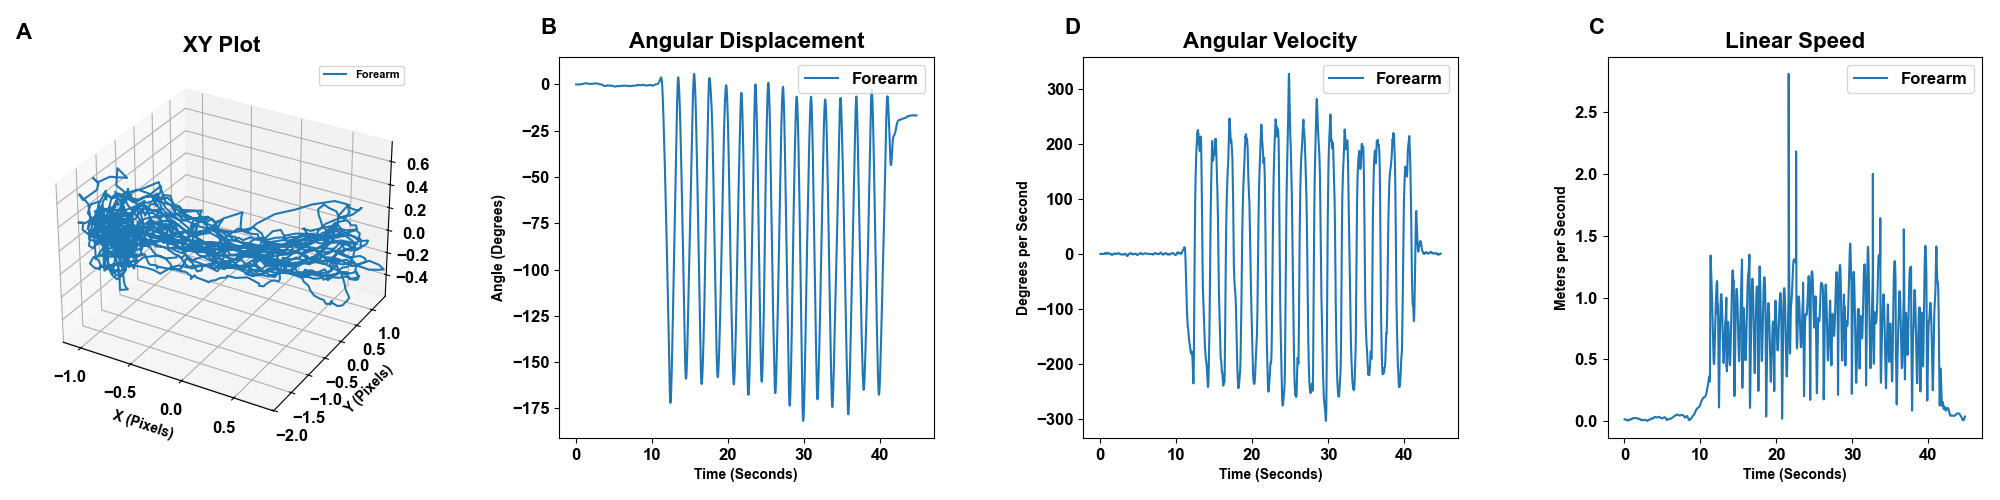 A
XY Plot
Forearm
0.6
0.4
0.2
0.0
−0.2
−0.4
1.0
0.5
0.0
−0.5
−1.0
−1.5
−2.0
Y (Pixels)
−1.0
−0.5
0.0
0.5
X (Pixels)
B
Angular Displacement
Forearm
0
−25
−50
−75
−100
−125
−150
−175
Angle (Degrees)
0 10 20 30 40
Time (Seconds)
D
Angular Velocity
Forearm
300
200
100
0
−100
−200
−300
Degrees per Second
0 10 20 30 40
Time (Seconds)
C
Linear Speed
Forearm
2.5
2.0
1.5
1.0
0.5
0.0
Meters per Second
0 10 20 30 40
Time (Seconds)